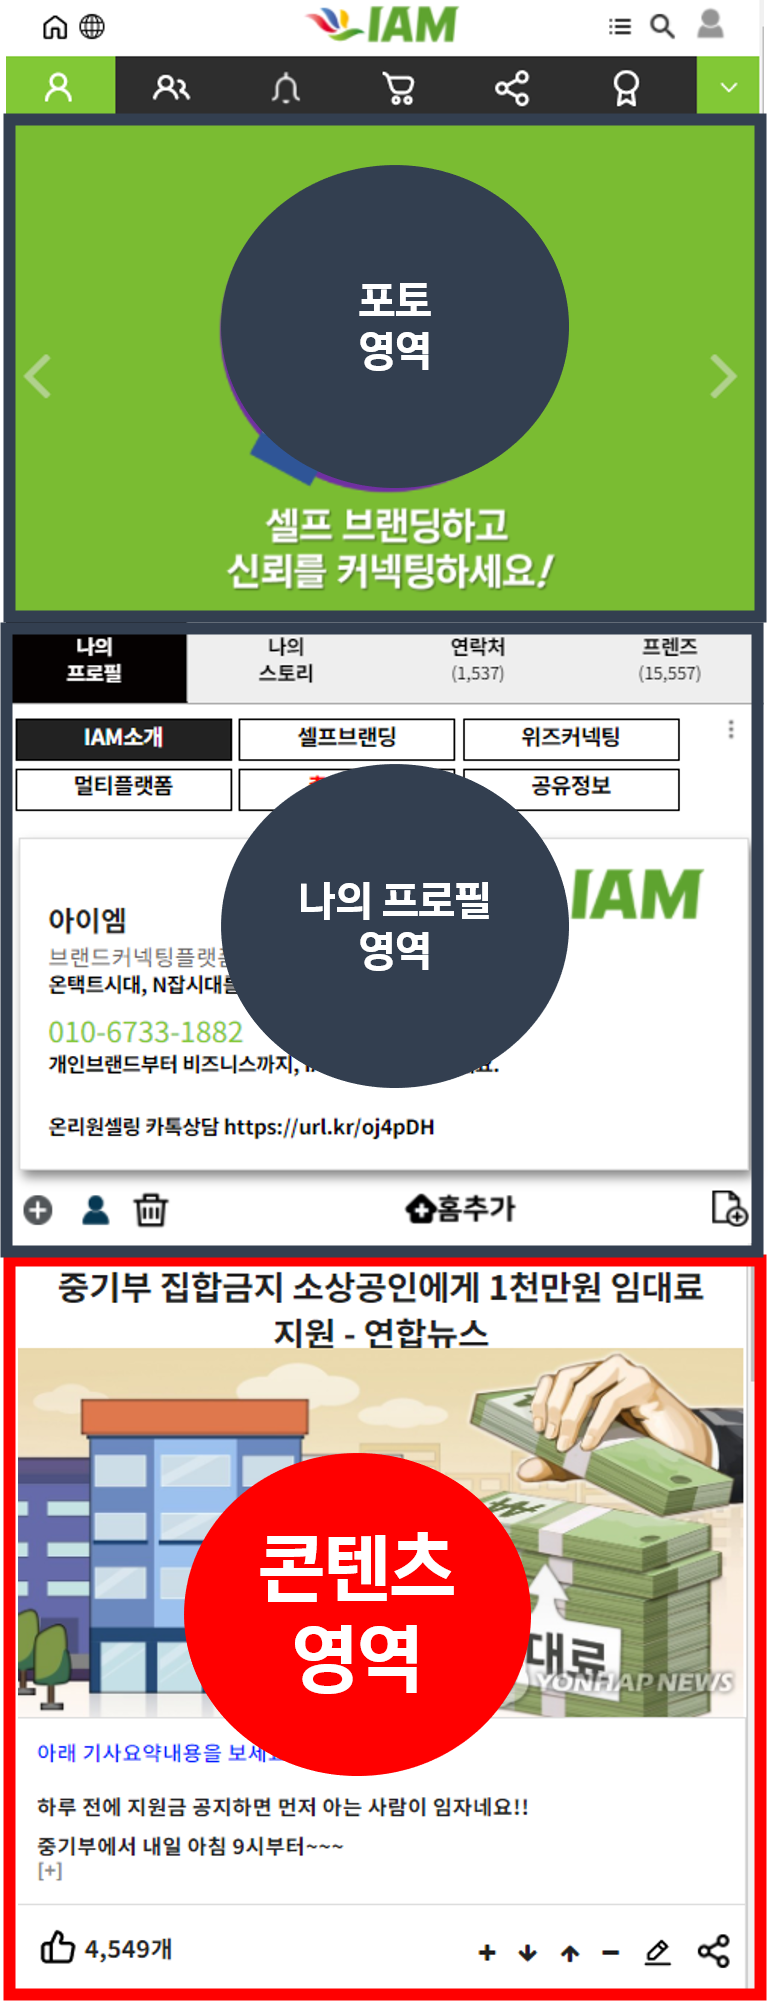 IAM
포토
영역
셀프 브랜딩하고
신뢰를 커넥팅하세요!
나의
프로필
나의
스토리
연락처
(1,537)
프렌즈
(15,557)
IAM소개
셀프브랜딩
위즈커넥팅
멀티플랫폼
공유정보
나의 프로필
영역
IAM
아이엠
브랜드커넥팅플랫폼
온택트시대, N잡시대를
010-6733-1882
개인브랜드부터 비즈니스까지,
온리원셀링 카톡상담 https://url.kr/oj4pDH
홈추가
중기부 집합금지 소상공인에게 1천만원 임대료
지원 - 연합뉴스
콘텐츠
영역
대료
YONHAP NEWS
아래 기사요약내용을 보세요
하루 전에 지원금 공지하면 먼저 아는 사람이 임자네요!!
중기부에서 내일 아침 9시부터~~~
[+]
4,549개